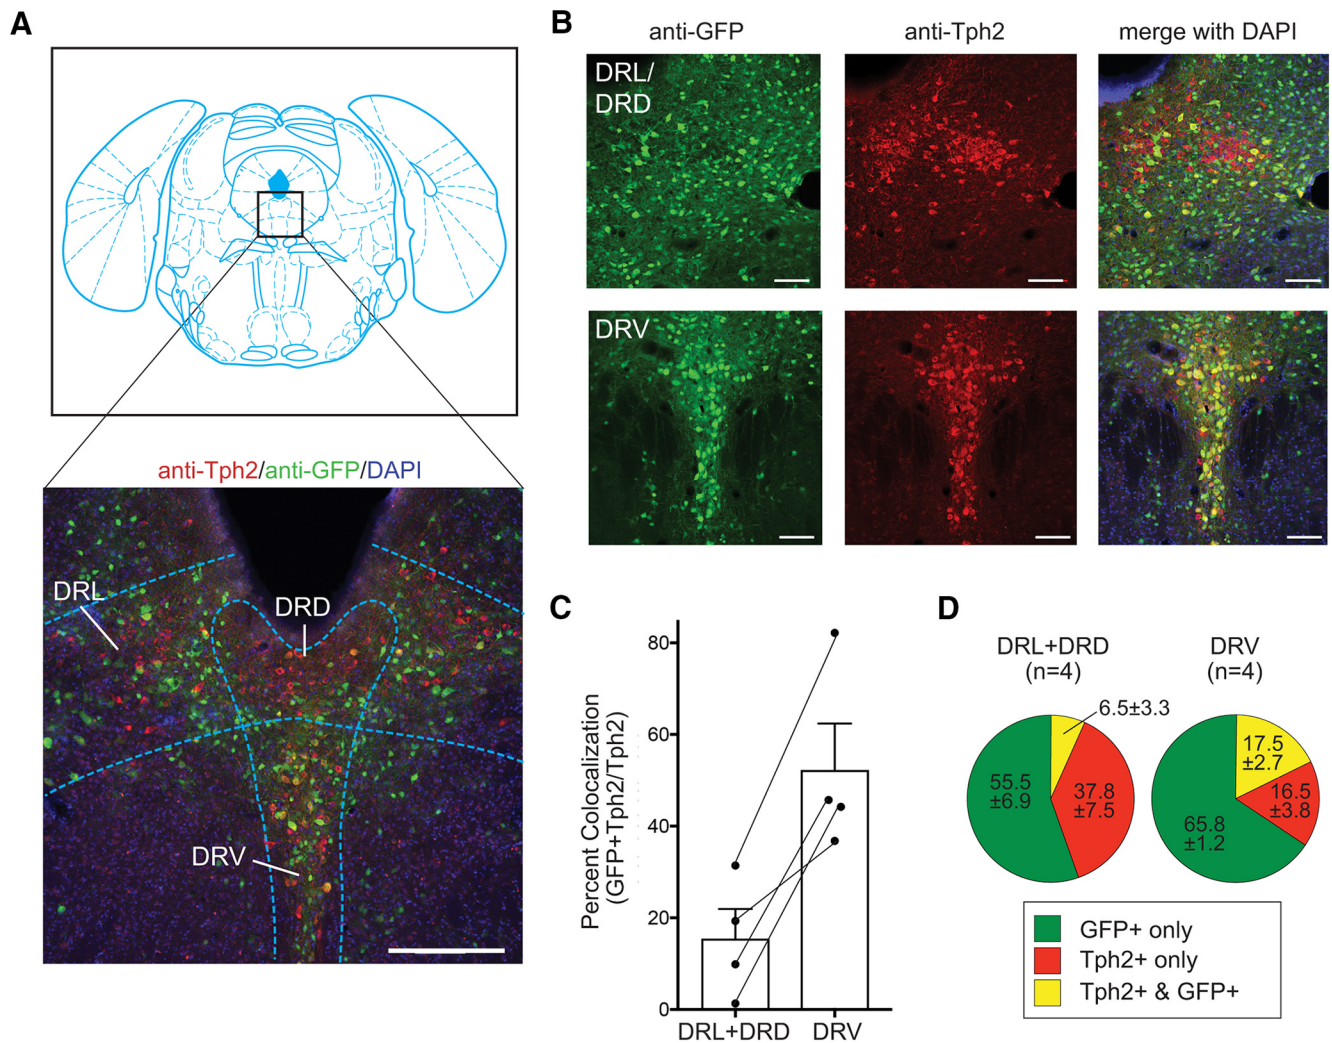 A
anti-Tph2/anti-GFP/DAPI
DRL
DRD
DRV
B
anti-GFP
anti-Tph2
merge with DAPI
DRL/
DRD
DRV
C
Percent Colocalization
(GFP+Tph2/Tph2)
80
60
40
20
0
DRL+DRD
DRV
D
DRL+DRD
(n=4)
DRV
(n=4)
6.5±3.3
55.5
±6.9
37.8
±7.5
17.5
±2.7
16.5
±3.8
65.8
±1.2
GFP+ only
Tph2+ only
Tph2+ & GFP+